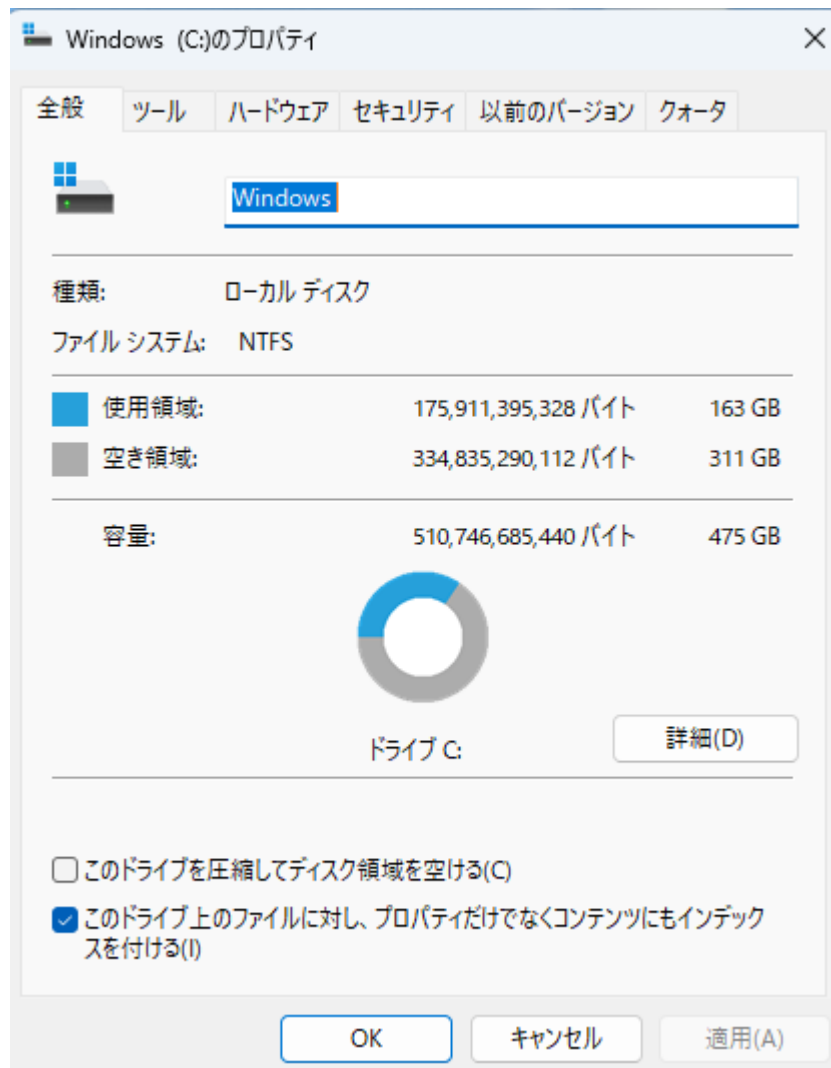 Windows (C:)のプロパティ
全般 ツール ハードウェア セキュリティ 以前のバージョン クォータ
Windows
種類: ローカル ディスク
ファイル システム: NTFS
使用領域: 175,911,395,328 バイト 163 GB
空き領域: 334,835,290,112 バイト 311 GB
容量: 510,746,685,440 バイト 475 GB
ドライブ C:
詳細(D)
このドライブを圧縮してディスク領域を空ける(C)
このドライブ上のファイルに対し、プロパティだけでなくコンテンツにもインデック
スを付ける(I)
OK キャンセル 適用(A)